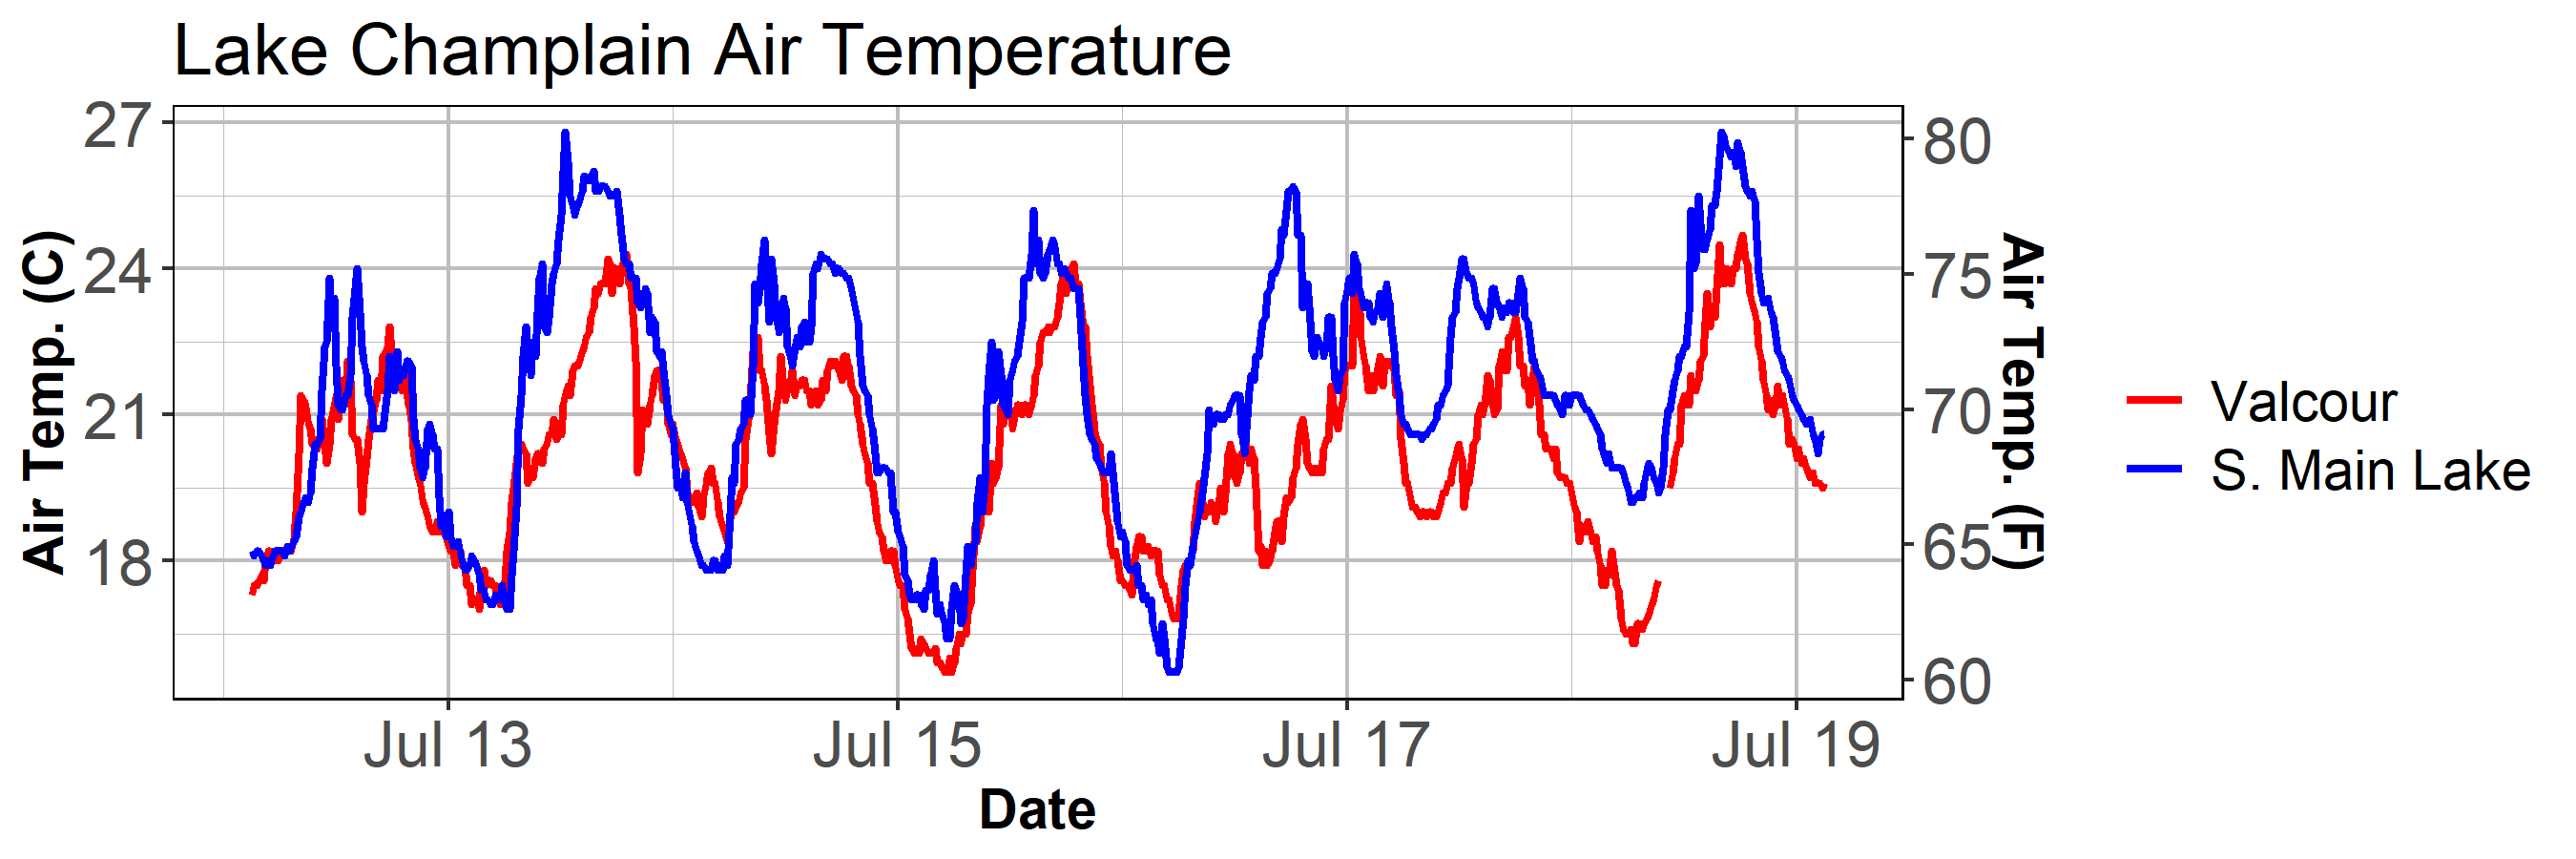 Lake Champlain Air Temperature
Air Temp. (C)
27
24
21
18
80
75
70
65
60
Air Temp. (F)
Jul 13
Jul 15
Jul 17
Jul 19
Date
Valcour
S. Main Lake